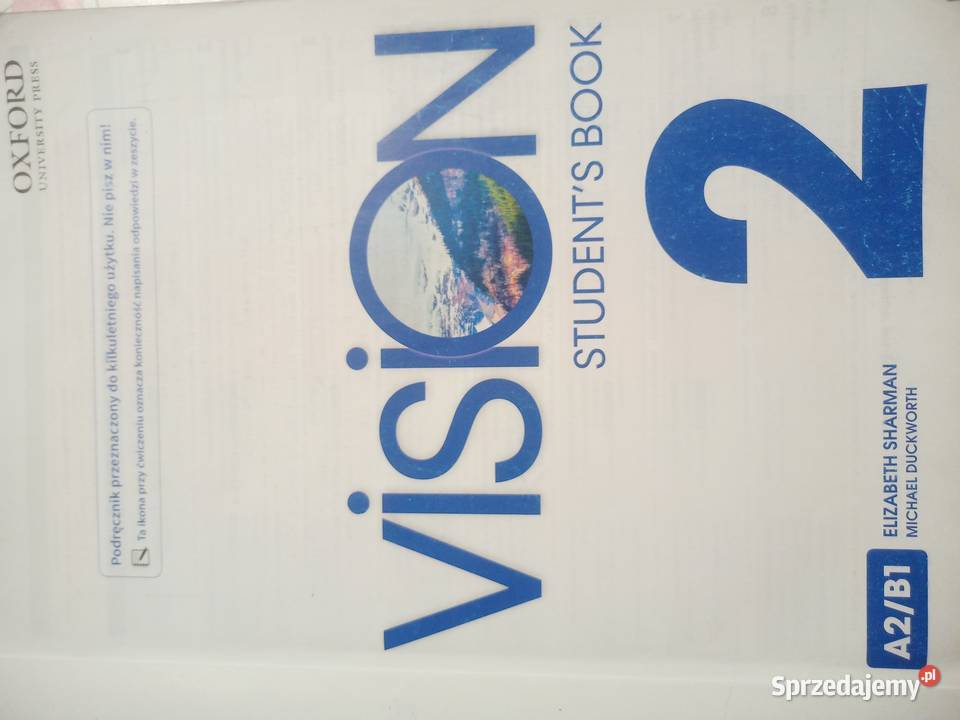 OXFORD
UNIVERSITY PRESS
Podręcznik przeznaczony do kilkuletniego użytku. Nie pisz w nim!
Ta ikona przy ćwiczeniu oznacza konieczność napisania odpowiedzi w zeszycie.
VISION
STUDENT'S BOOK
2
A2/B1
ELIZABETH SHARMAN
MICHAEL DUCKWORTH
Sprzedajemy.pl